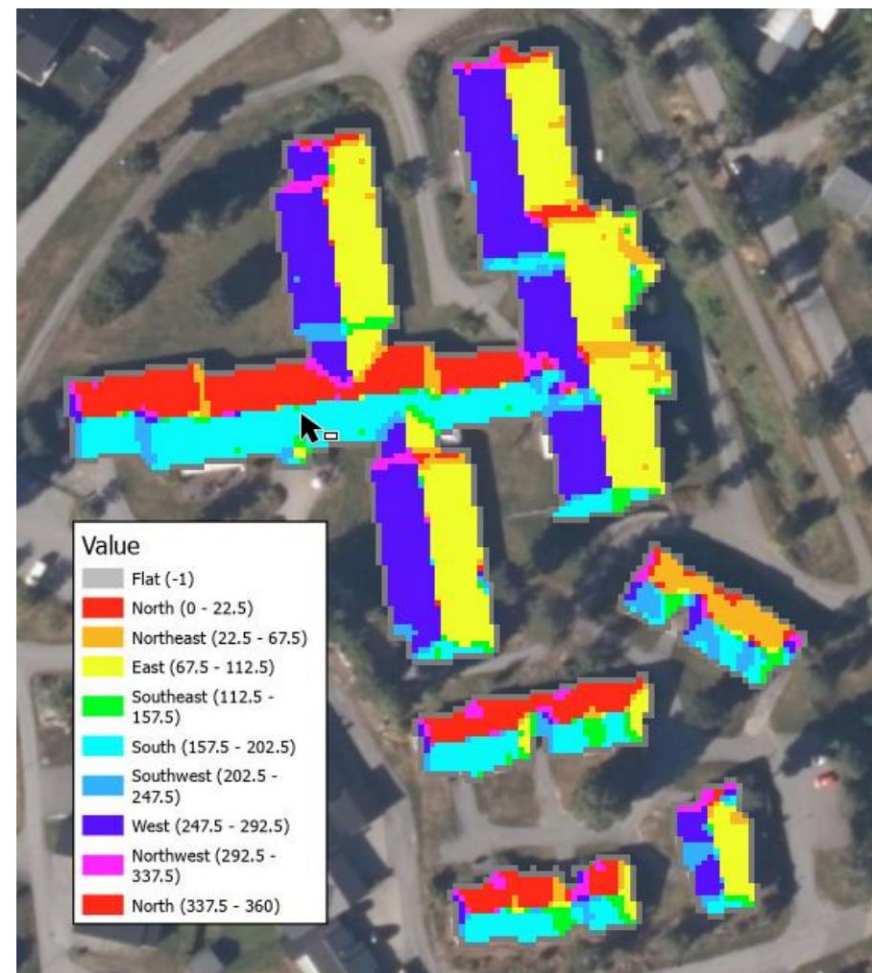 Value
Flat (-1)
North (0 - 22.5)
Northeast (22.5 - 67.5)
East (67.5 - 112.5)
Southeast (112.5 -
157.5)
South (157.5 - 202.5)
Southwest (202.5 -
247.5)
West (247.5 - 292.5)
Northwest (292.5 -
337.5)
North (337.5 - 360)